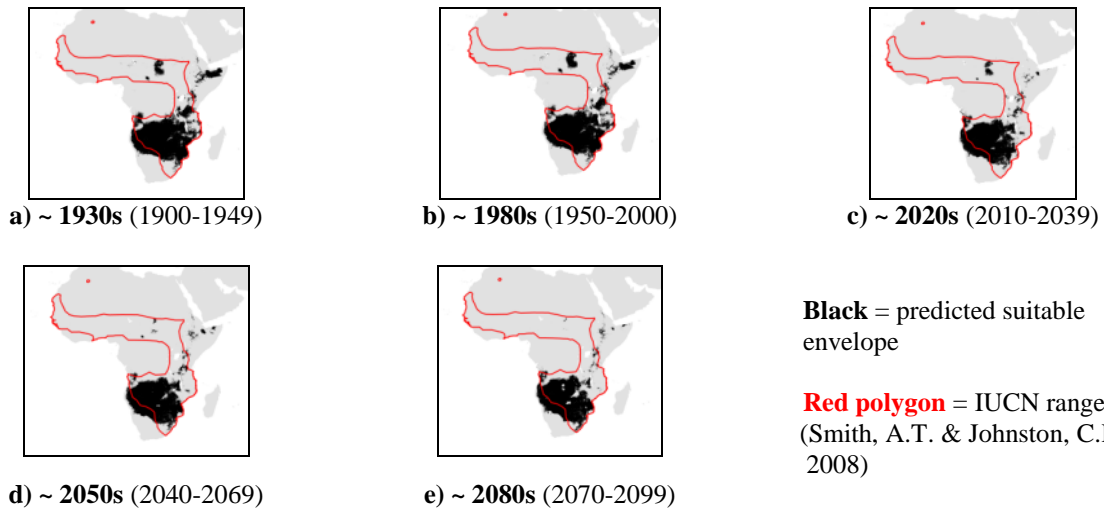 a) ~ 1930s (1900-1949)
b) ~ 1980s (1950-2000)
c) ~ 2020s (2010-2039)
Black = predicted suitable
envelope
Red polygon = IUCN range
(Smith, A.T. & Johnston, C.
2008)
d) ~ 2050s (2040-2069)
e) ~ 2080s (2070-2099)